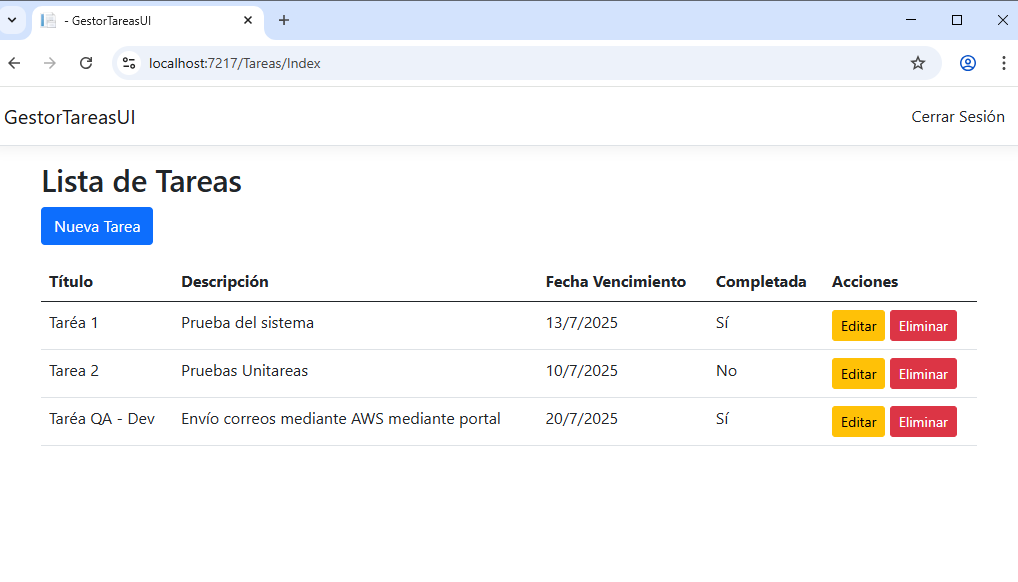 - GestorTareasUI
localhost:7217/Tareas/Index
GestorTareasUI Cerrar Sesión
Lista de Tareas
Nueva Tarea
Título Descripción Fecha Vencimiento Completada Acciones
Taréa 1 Prueba del sistema 13/7/2025 Sí Editar Eliminar
Tarea 2 Pruebas Unitareas 10/7/2025 No Editar Eliminar
Taréa QA - Dev Envío correos mediante AWS mediante portal 20/7/2025 Sí Editar Eliminar